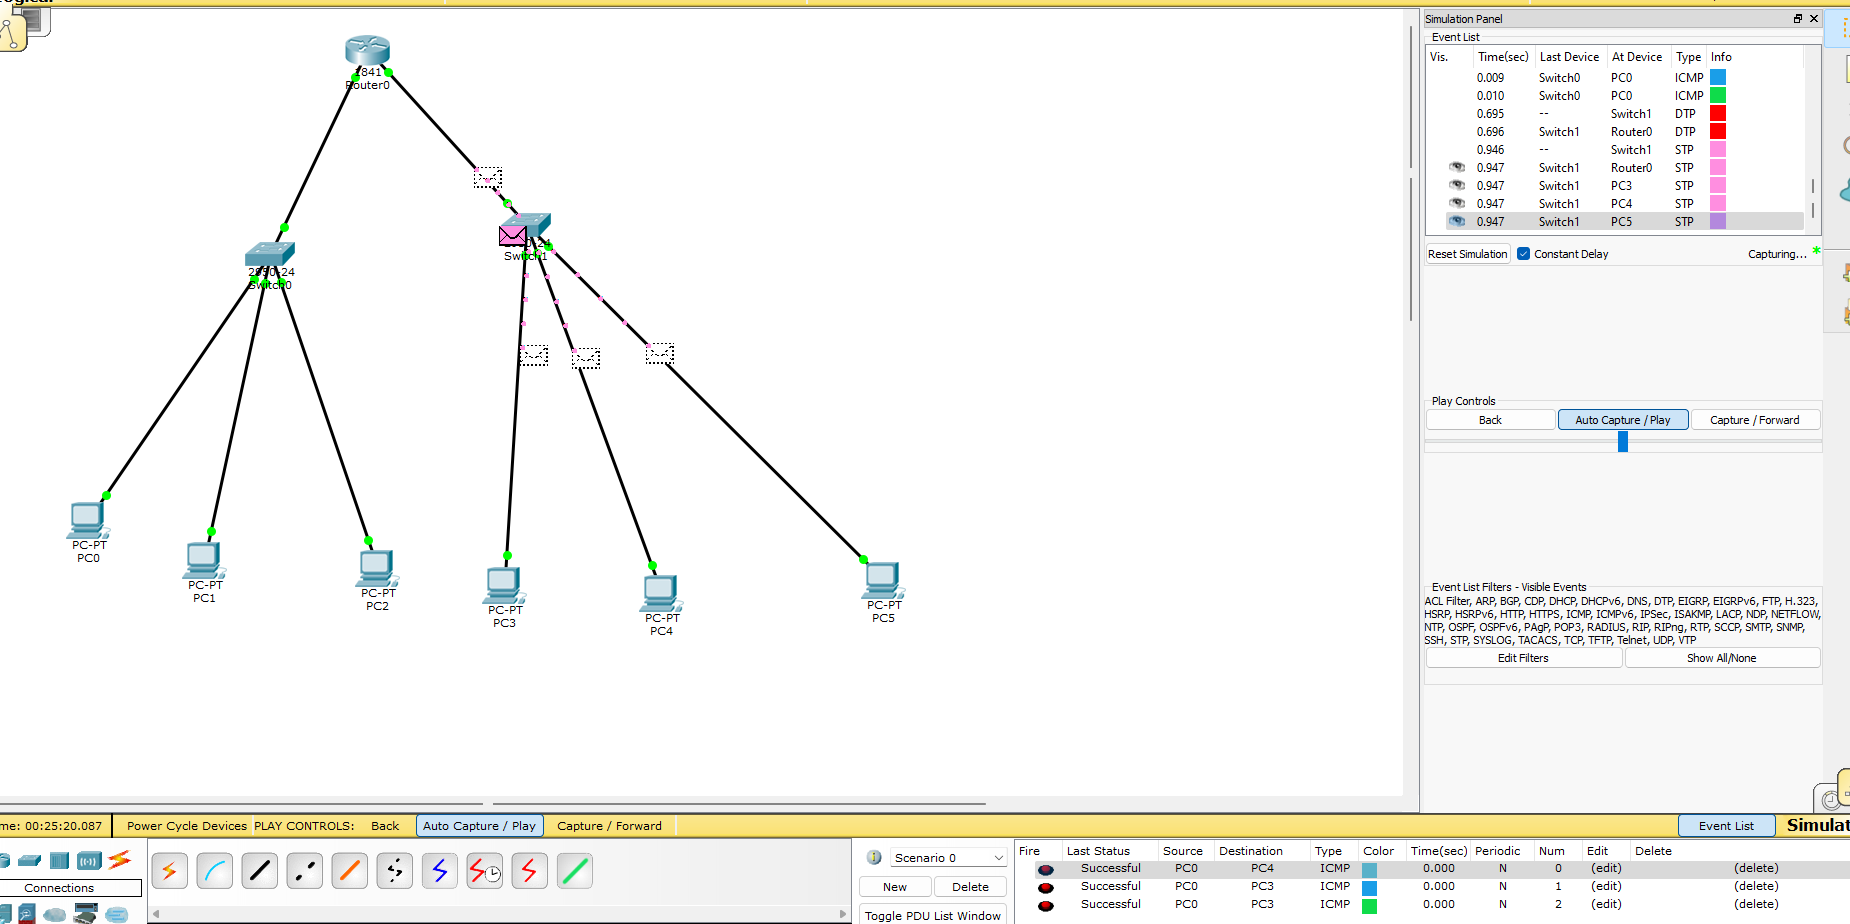 Simulation Panel
Event List
Vis. Time(sec) Last Device At Device Type Info
0.009 Switch0 PC0 ICMP
0.010 Switch0 PC0 ICMP
0.695 -- Switch1 DTP
0.696 Switch1 Router0 DTP
0.946 -- Switch1 STP
0.947 Switch1 Router0 STP
0.947 Switch1 PC3 STP
0.947 Switch1 PC4 STP
0.947 Switch1 PC5 STP
Reset Simulation Constant Delay Capturing... *
Play Controls
Back Auto Capture / Play Capture / Forward
Event List Filters - Visible Events
ACL Filter, ARP, BGP, CDP, DHCP, DHCPv6, DNS, DTP, EIGRP, EIGRPv6, FTP, H.323,
HSRP, HSRPv6, HTTP, HTTPS, ICMP, ICMPv6, IPSec, ISAKMP, LACP, NDP, NETFLOW,
NTP, OSPF, OSPFv6, PAgP, POP3, RADIUS, RIP, RIPng, RTP, SCCP, SMTP, SNMP,
SSH, STP, SYSLOG, TACACS, TCP, TFTP, Telnet, UDP, VTP
Edit Filters Show All/None
Router0
Switch1
Switch0
PC-PT
PC0
PC-PT
PC1
PC-PT
PC2
PC-PT
PC3
PC-PT
PC4
PC-PT
PC5
me: 00:25:20.087 Power Cycle Devices PLAY CONTROLS: Back Auto Capture / Play Capture / Forward Event List Simulat
Connections
Scenario 0
New Delete
Toggle PDU List Window
Fire Last Status Source Destination Type Color Time(sec) Periodic Num Edit Delete
Successful PC0 PC4 ICMP 0.000 N 0 (edit) (delete)
Successful PC0 PC3 ICMP 0.000 N 1 (edit) (delete)
Successful PC0 PC3 ICMP 0.000 N 2 (edit) (delete)